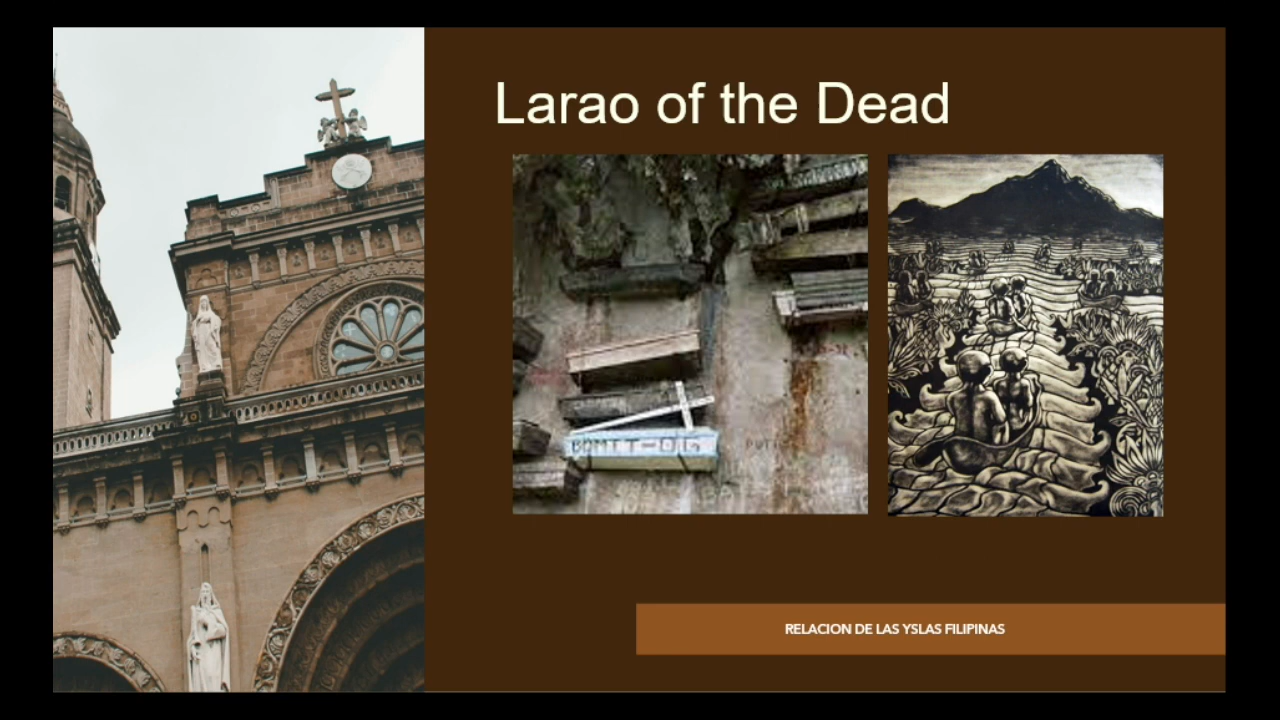 Larao of the Dead
RELACION DE LAS YSLAS FILIPINAS